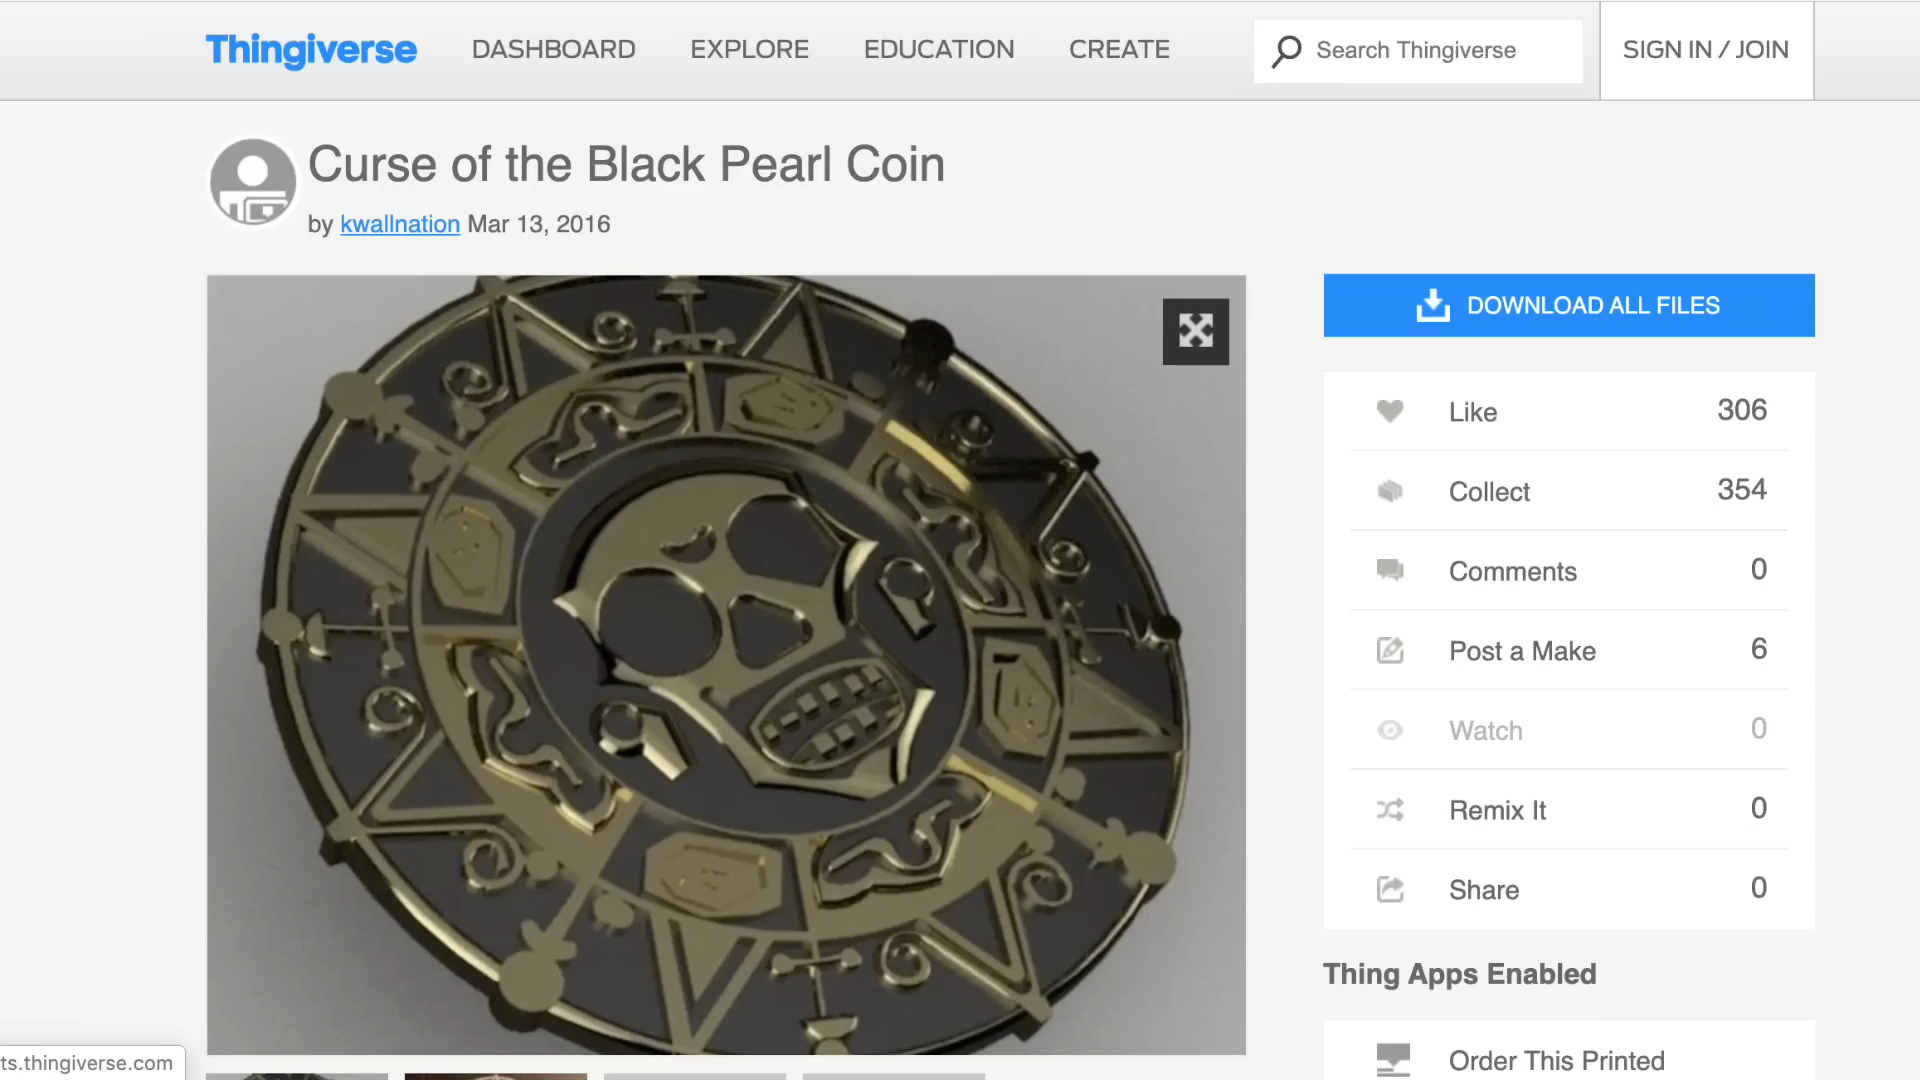 Thingiverse DASHBOARD EXPLORE EDUCATION CREATE Search Thingiverse SIGN IN / JOIN
Curse of the Black Pearl Coin
by kwallnation Mar 13, 2016
DOWNLOAD ALL FILES
Like 306
Collect 354
Comments 0
Post a Make 6
Watch 0
Remix It 0
Share 0
Thing Apps Enabled
Order This Printed
ts.thingiverse.com